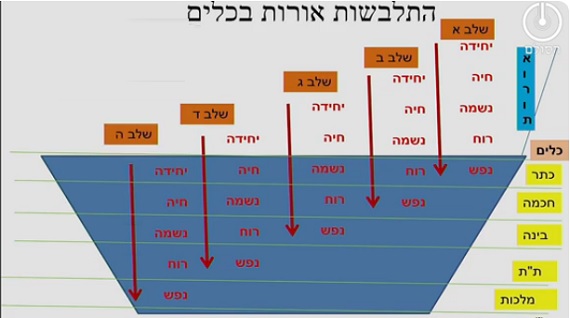 התלבשות אורות בכלים
שלב א
יחידה
חיה
נשמה
רוח
נפש
שלב ב
יחידה
חיה
נשמה
רוח
נפש
שלב ג
יחידה
חיה
נשמה
רוח
נפש
שלב ד
יחידה
חיה
נשמה
רוח
נפש
שלב ה
יחידה
חיה
נשמה
רוח
נפש
אורות
כלים
כתר
חכמה
בינה
ת"ת
מלכות